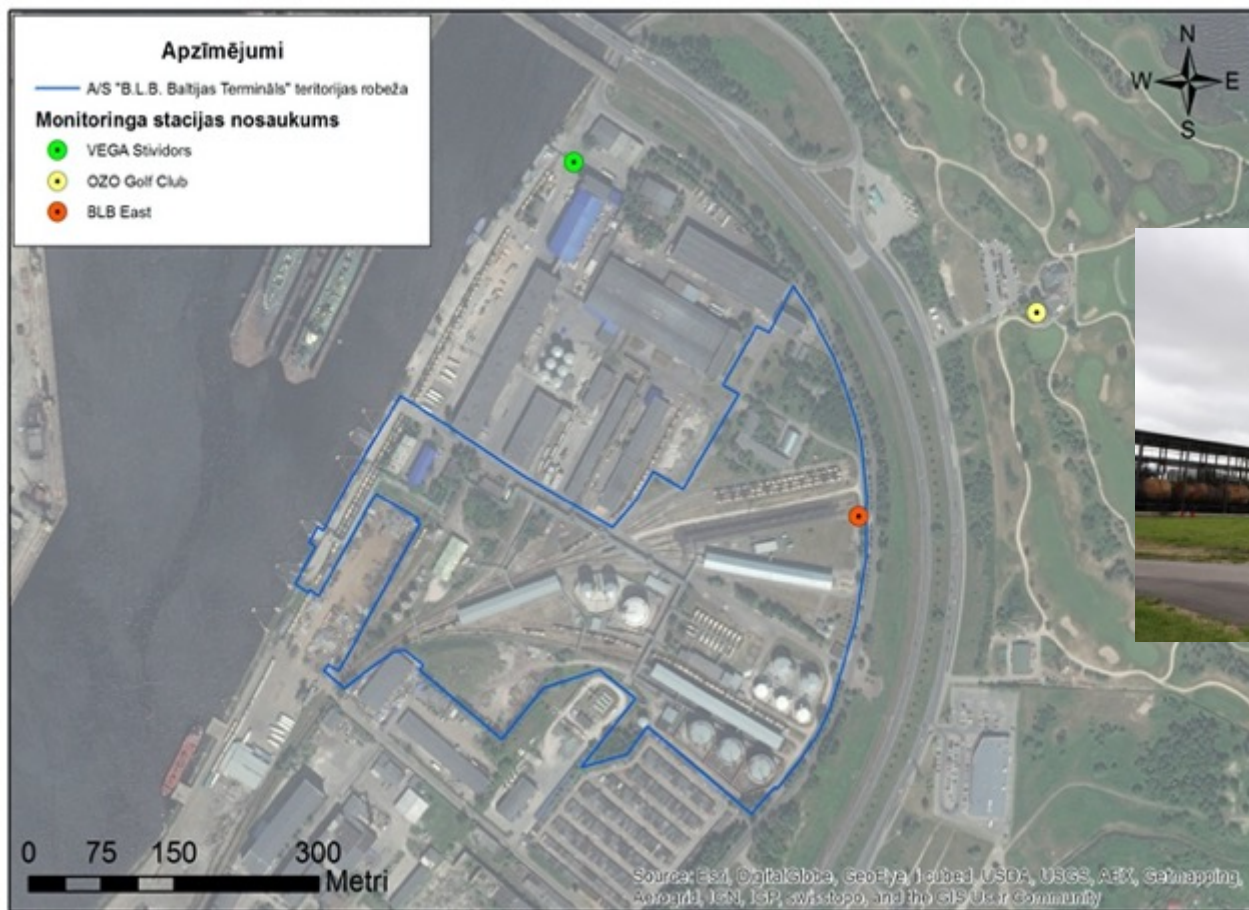 Apzīmējumi
A/S "B.L.B. Baltijas Termināls" teritorijas robeža
Monitoringa stacijas nosaukums
VEGA Stividors
OZO Golf Club
BLB East
N
W E
S
0 75 150 300
Metri
Source: Esri, DigitalGlobe, GeoEye, i-cubed, USDA, USGS, AEX, Getmapping,
Aerogrid, IGN, IGP, swisstopo, and the GIS User Community